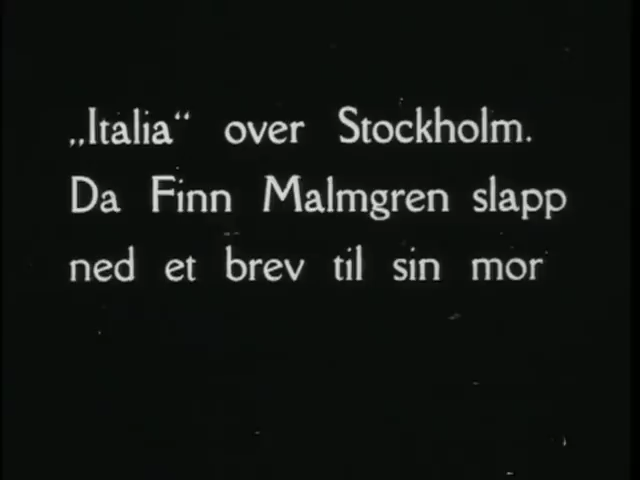 „Italia“ over Stockholm.
Da Finn Malmgren slapp
ned et brev til sin mor